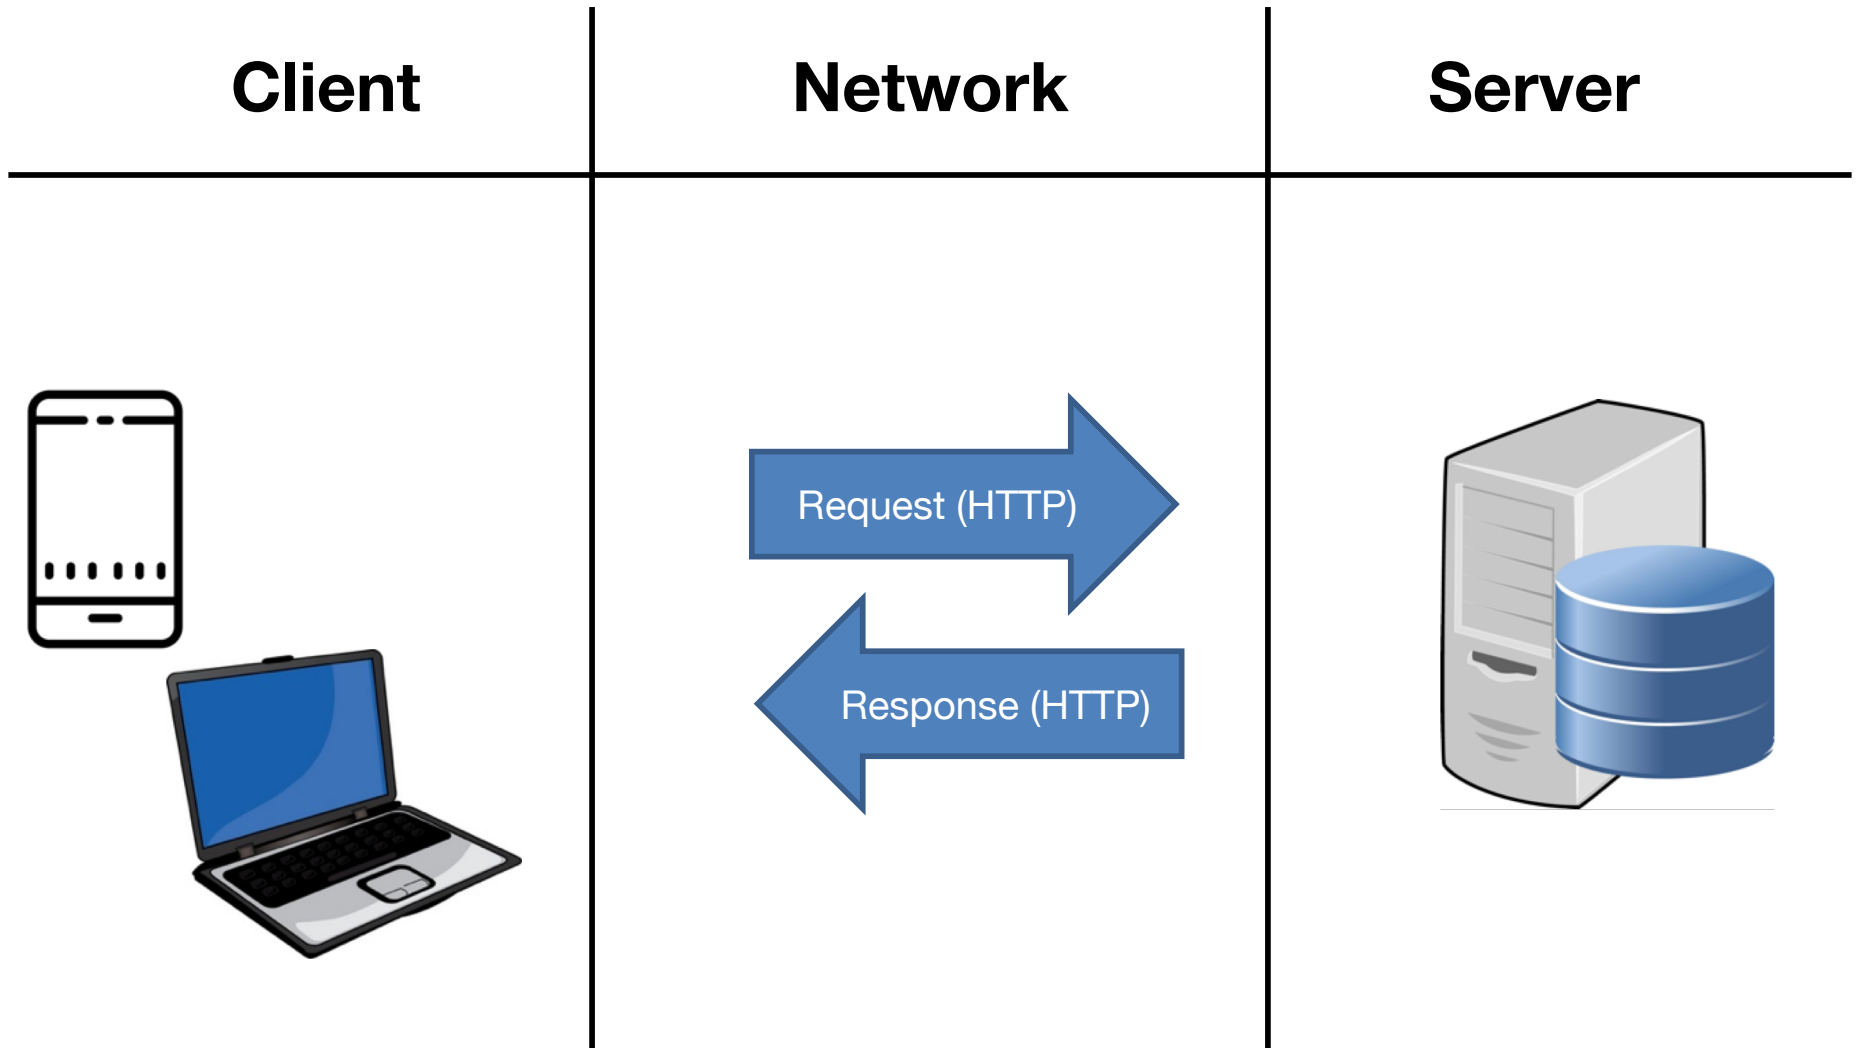 Client
Network
Server
Request (HTTP)
Response (HTTP)